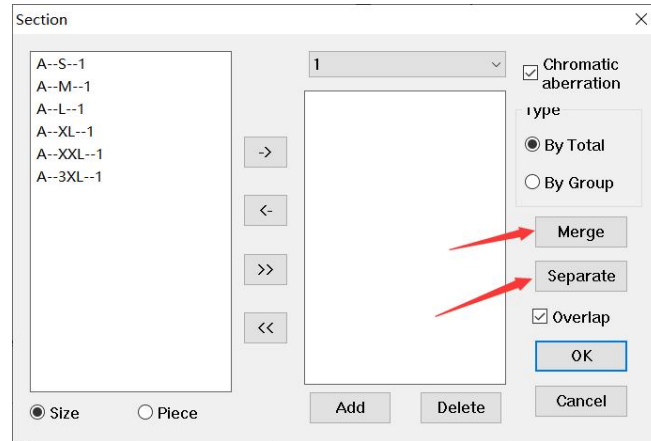 Section
A--S--1
A--M--1
A--L--1
A--XL--1
A--XXL--1
A--3XL--1
Size
Piece
->
<-
>>
<<
1
Add
Delete
Chromatic
aberration
Type
By Total
By Group
Merge
Separate
Overlap
OK
Cancel